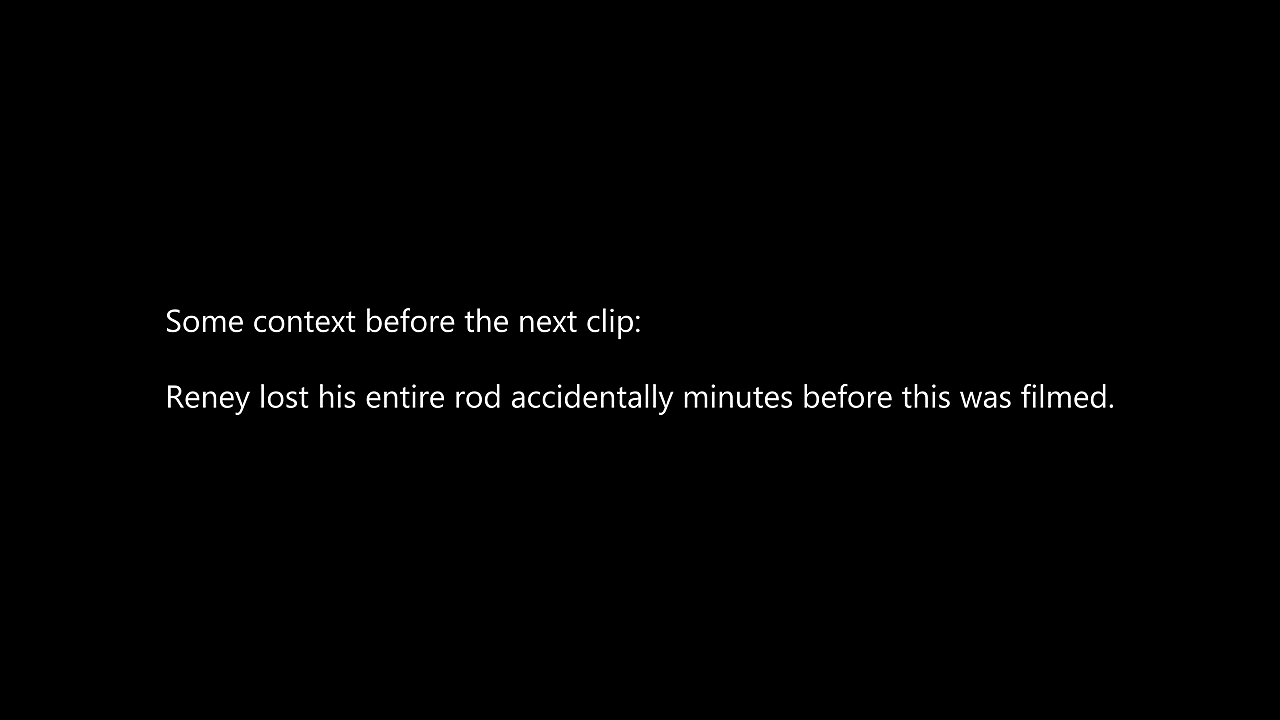 Some context before the next clip:
Reney lost his entire rod accidentally minutes before this was filmed.